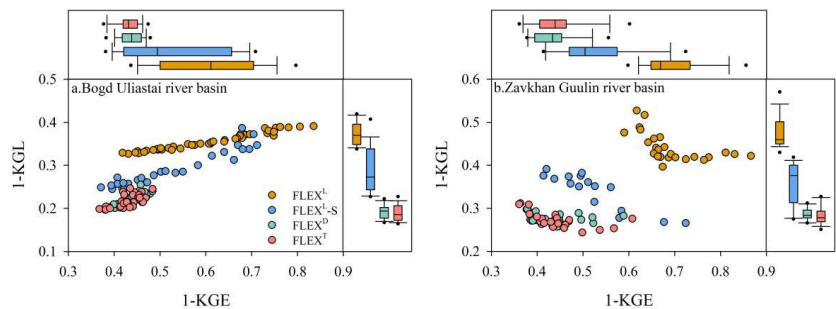 a.Bogd Uliastai river basin
0.5
0.4
0.3
0.2
0.1
1-KGL
FLEX^L
FLEX^L-S
FLEX^D
FLEX^T
0.3 0.4 0.5 0.6 0.7 0.8 0.9
1-KGE
b.Zavkhan Guulin river basin
0.6
0.5
0.4
0.3
0.2
1-KGL
0.3 0.4 0.5 0.6 0.7 0.8 0.9
1-KGE